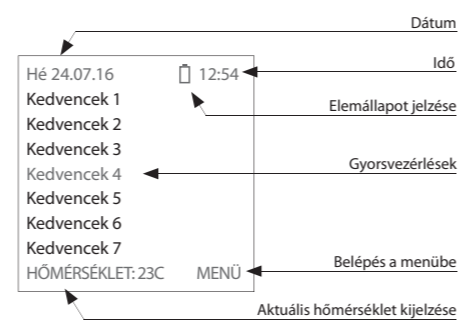 Dátum
Idő
Hé 24.07.16 12:54
Elemállapot jelzése
Kedvencek 1
Kedvencek 2
Kedvencek 3
Kedvencek 4
Gyorsvezérlések
Kedvencek 5
Kedvencek 6
Kedvencek 7
HŐMÉRSÉKLET: 23C MENÜ
Belépés a menübe
Aktuális hőmérséklet kijelzése